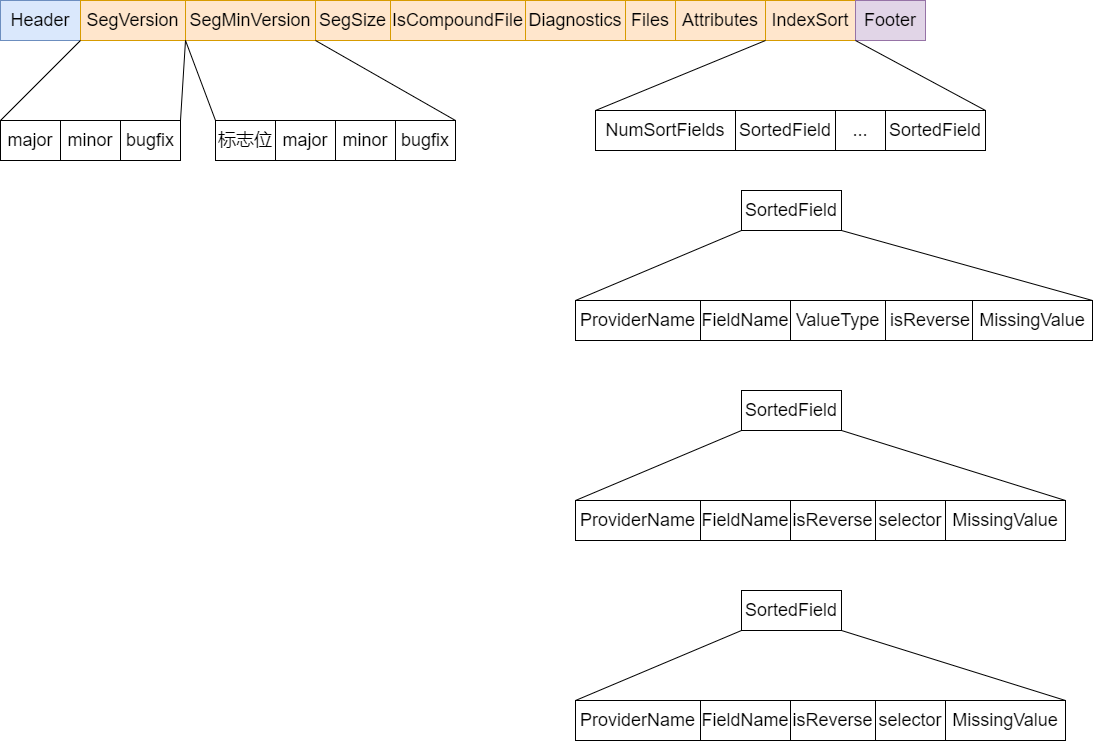 Header SegVersion SegMinVersion SegSize IsCompoundFile Diagnostics Files Attributes IndexSort Footer
major minor bugfix 标志位 major minor bugfix
NumSortFields SortedField ... SortedField
SortedField
ProviderName FieldName ValueType isReverse MissingValue
SortedField
ProviderName FieldName isReverse selector MissingValue
SortedField
ProviderName FieldName isReverse selector MissingValue